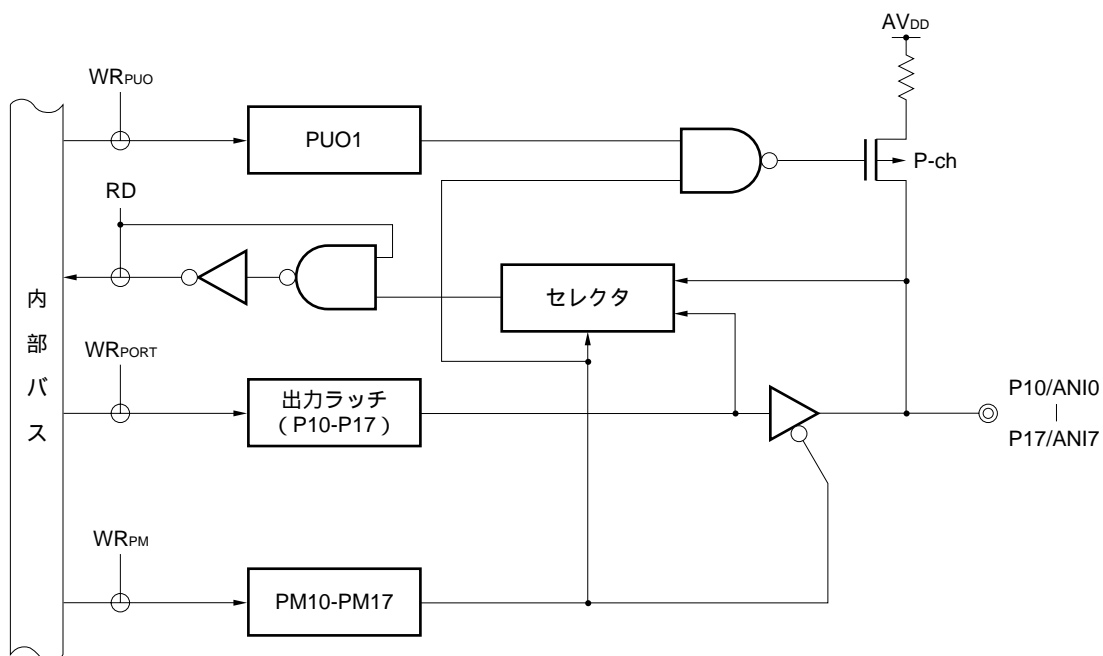 AVDD
WRPUO
PUO1
P-ch
RD
セレクタ
内部バス
WRPORT
出力ラッチ
（P10-P17）
P10/ANI0
P17/ANI7
WRPM
PM10-PM17